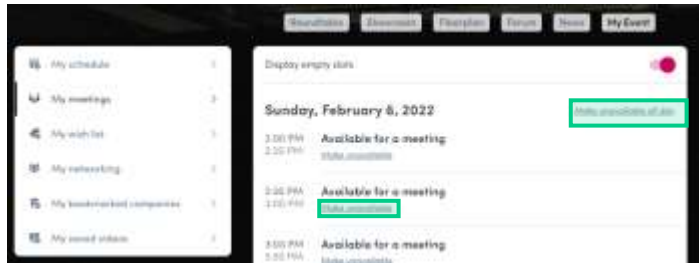 Roundtables Showroom Floorplan Forum News My Event
My schedule
My meetings
My wish list
My networking
My bookmarked companies
My saved videos
Display empty slots
Sunday, February 6, 2022
Make unavailable all day
2:00 PM Available for a meeting
2:30 PM Make unavailable
2:30 PM Available for a meeting
3:00 PM Make unavailable
3:00 PM Available for a meeting
3:30 PM Make unavailable